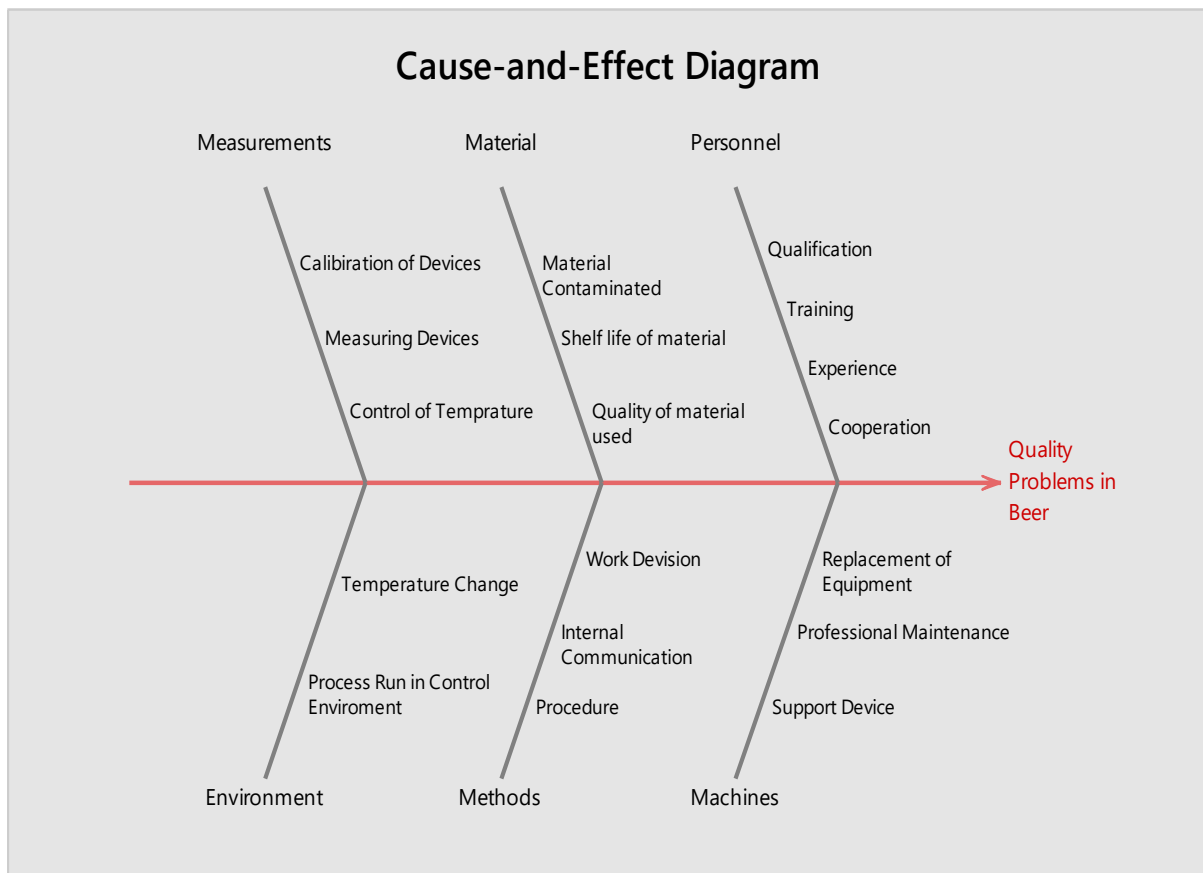 Cause-and-Effect Diagram
Measurements
Material
Personnel
Calibiration of Devices
Measuring Devices
Control of Temprature
Material
Contaminated
Shelf life of material
Quality of material
used
Qualification
Training
Experience
Cooperation
Quality
Problems in
Beer
Temperature Change
Process Run in Control
Enviroment
Work Devision
Internal
Communication
Procedure
Replacement of
Equipment
Professional Maintenance
Support Device
Environment
Methods
Machines